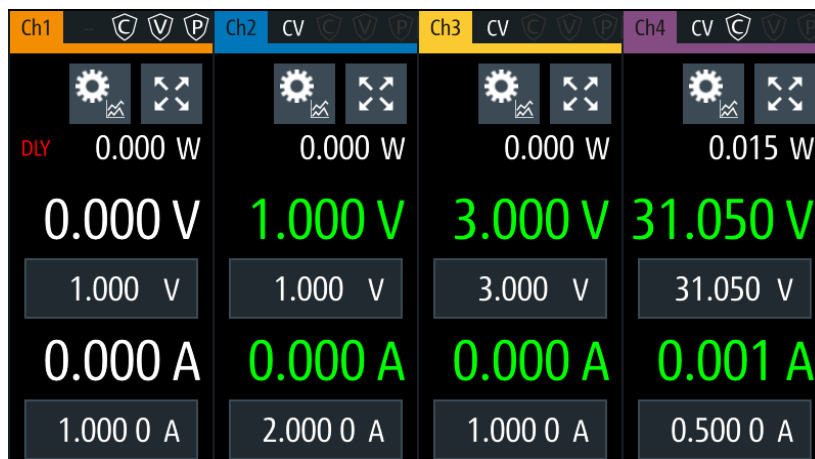 Ch1 -- C V P Ch2 CV C V P Ch3 CV C V P Ch4 CV C V P
DLY 0.000 W 0.000 W 0.000 W 0.015 W
0.000 V 1.000 V 3.000 V 31.050 V
1.000 V 1.000 V 3.000 V 31.050 V
0.000 A 0.000 A 0.000 A 0.001 A
1.000 0 A 2.000 0 A 1.000 0 A 0.500 0 A